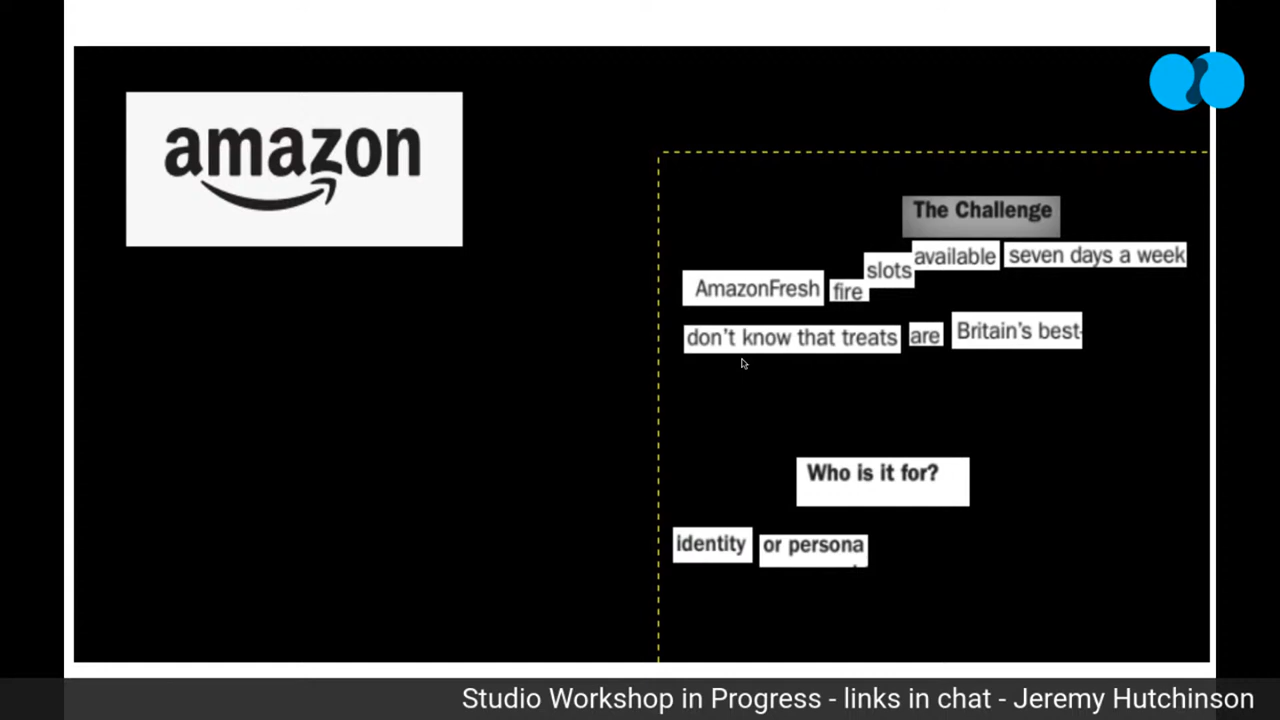 amazon
The Challenge
AmazonFresh fire slots available seven days a week
don't know that treats are Britain's best-
Who is it for?
identity or persona
Studio Workshop in Progress - links in chat - Jeremy Hutchinson